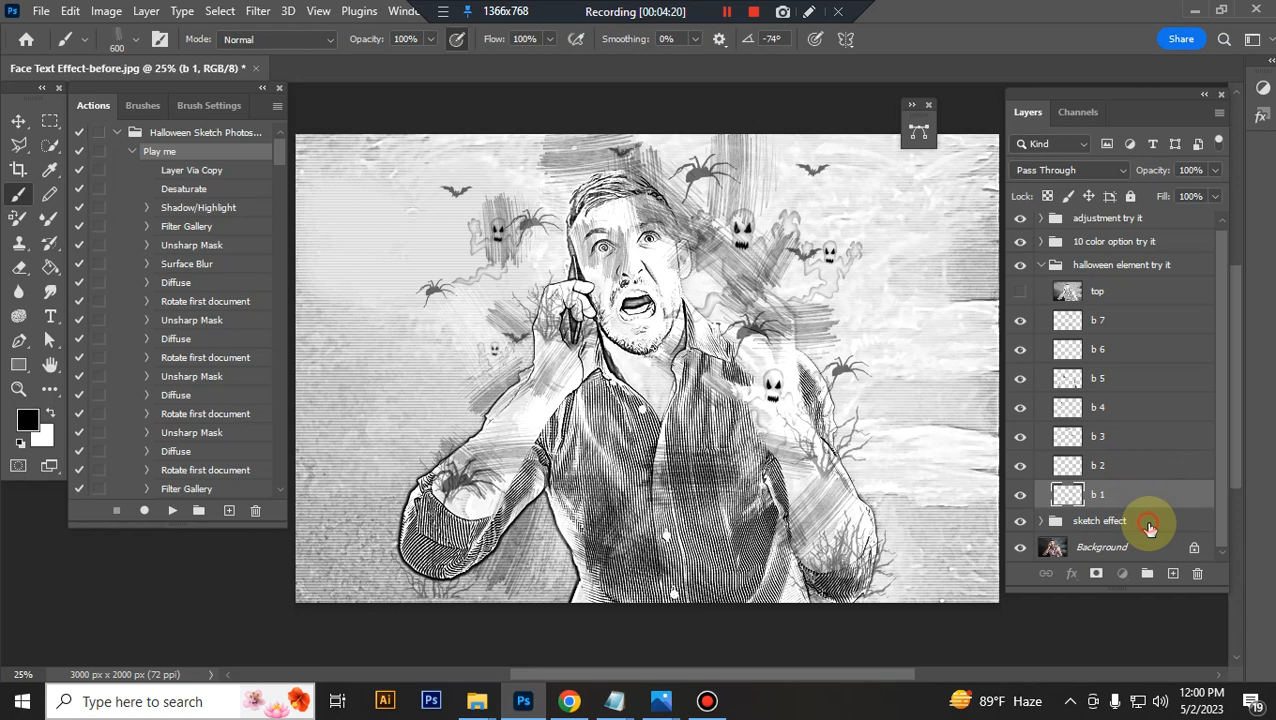 1366x768
Recording [00:04:20]
File Edit Image Layer Type Select Filter 3D View Plugins
600 Mode: Normal Opacity: 100% Flow: 100% Smoothing: 0% -74° Share
Face Text Effect-before.jpg @ 25% (b 1, RGB/8) *
Actions Brushes Brush Settings
Halloween Sketch Photos...
Play me
Layer Via Copy
Desaturate
Shadow/Highlight
Filter Gallery
Unsharp Mask
Surface Blur
Diffuse
Rotate first document
Unsharp Mask
Diffuse
Rotate first document
Unsharp Mask
Diffuse
Rotate first document
Unsharp Mask
Diffuse
Rotate first document
Filter Gallery
Layers Channels
Kind
Pass Through Opacity: 100%
Lock: Fill: 100%
adjustment try it
10 color option try it
halloween element try it
top
b 7
b 6
b 5
b 4
b 3
b 2
b 1
sketch effect
Background
25% 3000 px x 2000 px (72 ppi)
Type here to search
89°F Haze
12:00 PM
5/2/2023
19